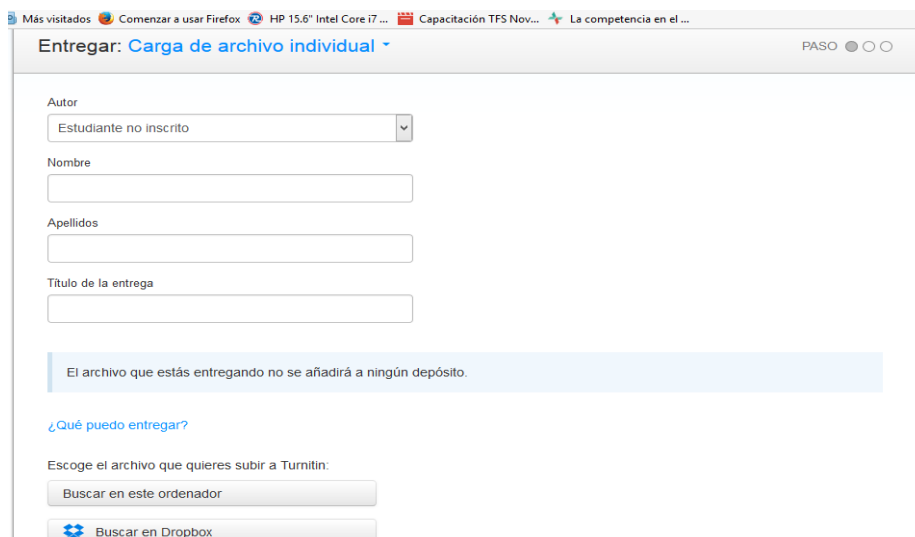 Más visitados Comenzar a usar Firefox HP 15.6" Intel Core i7 ... Capacitación TFS Nov... La competencia en el ...
Entregar: Carga de archivo individual PASO
Autor
Estudiante no inscrito
Nombre
Apellidos
Título de la entrega
El archivo que estás entregando no se añadirá a ningún depósito.
¿Qué puedo entregar?
Escoge el archivo que quieres subir a Turnitin:
Buscar en este ordenador
Buscar en Dropbox